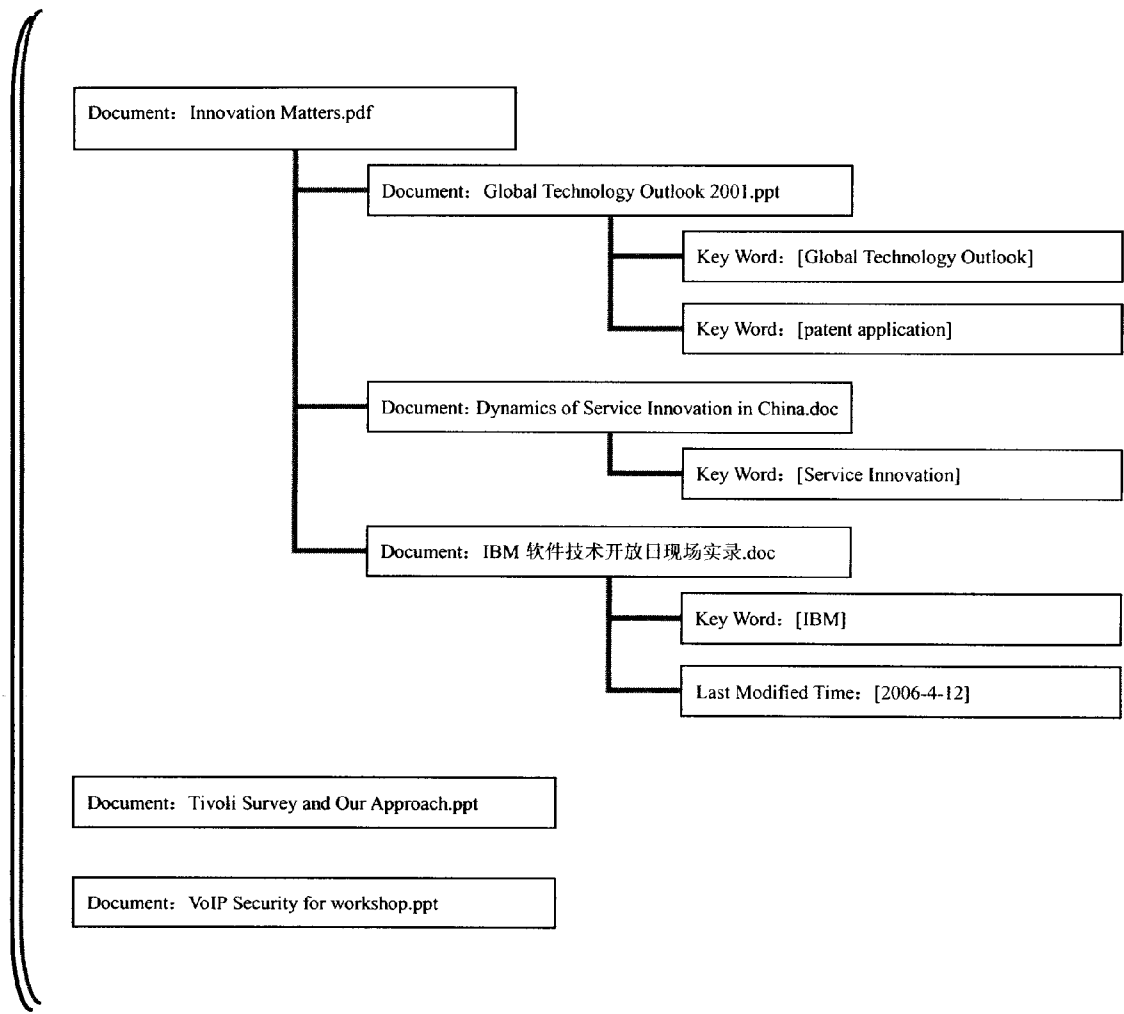 Document: Innovation Matters.pdf
Document: Global Technology Outlook 2001.ppt
Key Word: [Global Technology Outlook]
Key Word: [patent application]
Document: Dynamics of Service Innovation in China.doc
Key Word: [Service Innovation]
Document: IBM 软件技术开放日现场实录.doc
Key Word: [IBM]
Last Modified Time: [2006-4-12]
Document: Tivoli Survey and Our Approach.ppt
Document: VoIP Security for workshop.ppt